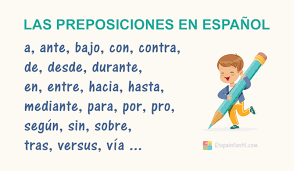 LAS PREPOSICIONES EN ESPAÑOL
a, ante, bajo, con, contra,
de, desde, durante,
en, entre, hacia, hasta,
mediante, para, por, pro,
según, sin, sobre,
tras, versus, vía ...